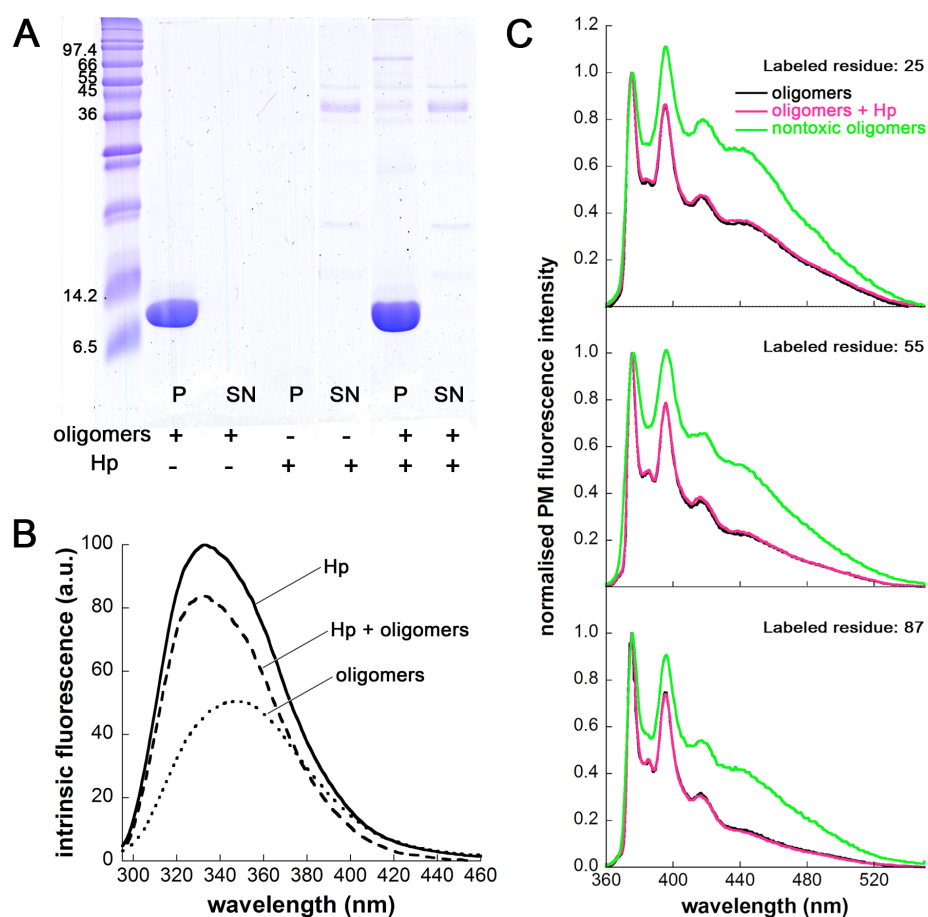 A
97.4
66
55
45
36
14.2
6.5
P SN P SN P SN
oligomers + + - - + +
Hp - - + + + +
B
intrinsic fluorescence (a.u.)
100
80
60
40
20
0
Hp
Hp + oligomers
oligomers
300 320 340 360 380 400 420 440 460
wavelength (nm)
C
normalised PM fluorescence intensity
1.2
1.0
0.8
0.6
0.4
0.2
Labeled residue: 25
oligomers
oligomers + Hp
nontoxic oligomers
1.0
0.8
0.6
0.4
0.2
Labeled residue: 55
1.0
0.8
0.6
0.4
0.2
0.0
Labeled residue: 87
360 400 440 480 520
wavelength (nm)